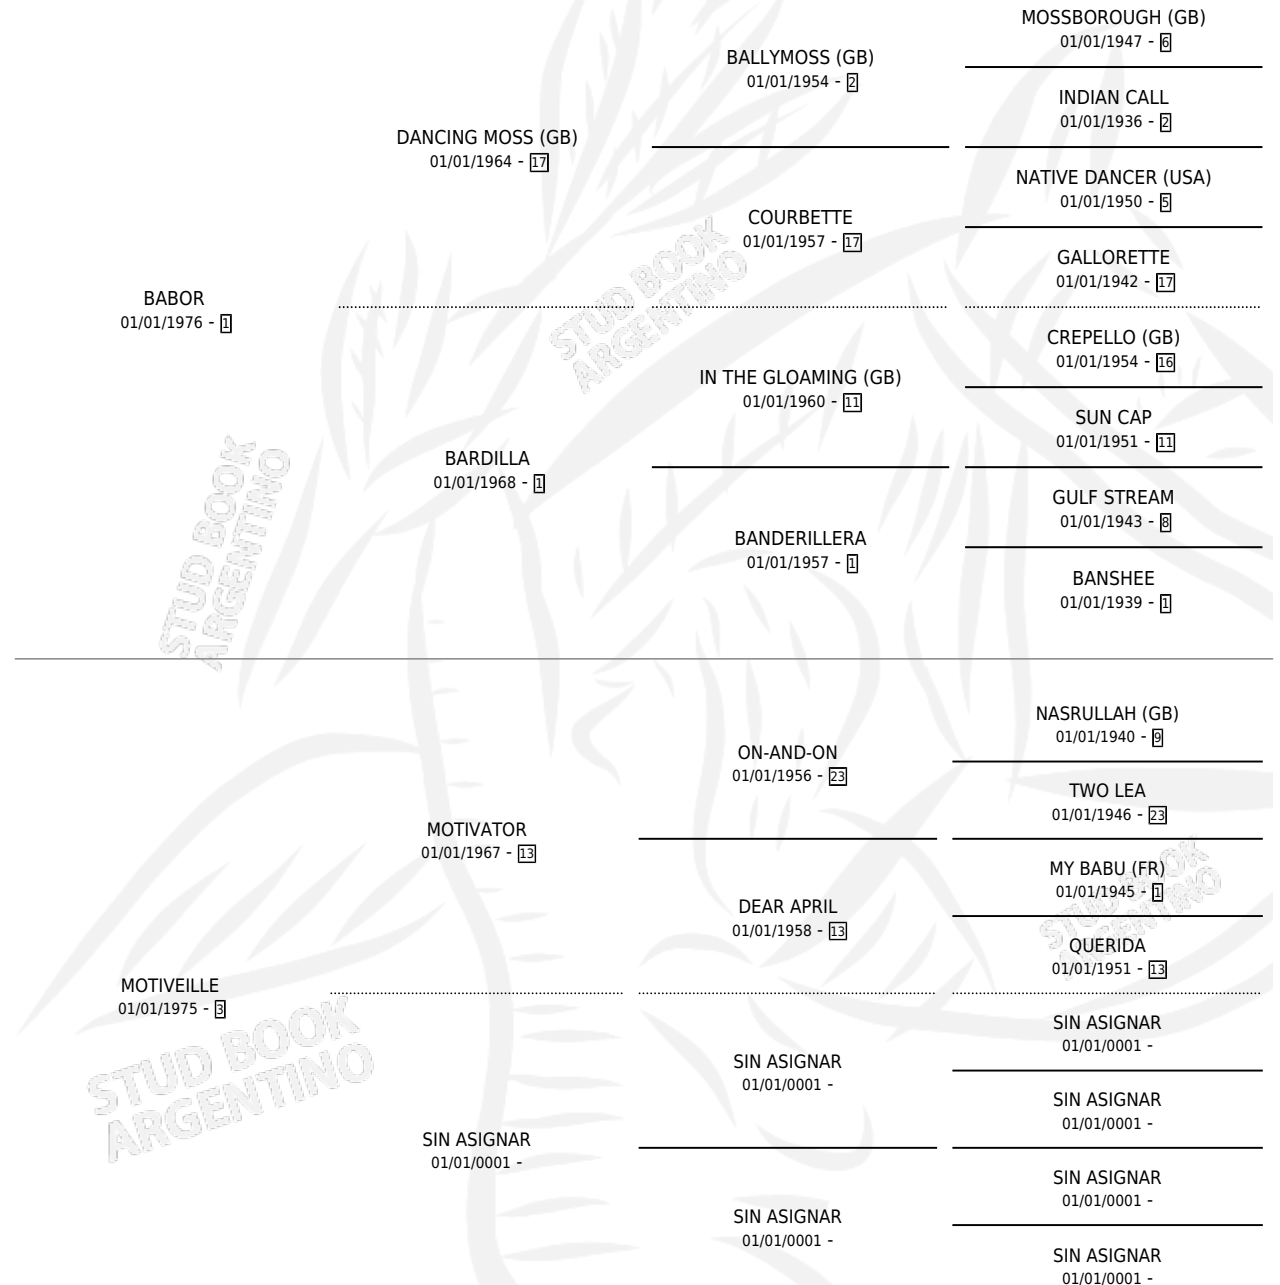 MOSSBOROUGH (GB)
01/01/1947 - 6
BALLYMOSS (GB)
01/01/1954 - 2
INDIAN CALL
01/01/1936 - 2
DANCING MOSS (GB)
01/01/1964 - 17
NATIVE DANCER (USA)
01/01/1950 - 5
COURBETTE
01/01/1957 - 17
GALLORETTE
01/01/1942 - 17
BABOR
01/01/1976 - 1
STUD BOOK
ARGENTINO
CREPELLO (GB)
01/01/1954 - 16
IN THE GLOAMING (GB)
01/01/1960 - 11
SUN CAP
01/01/1951 - 11
BARDILLA
01/01/1968 - 1
GULF STREAM
01/01/1943 - 8
BANDERILLERA
01/01/1957 - 1
BANSHEE
01/01/1939 - 1
STUD BOOK
ARGENTINO
NASRULLAH (GB)
01/01/1940 - 9
ON-AND-ON
01/01/1956 - 23
TWO LEA
01/01/1946 - 23
MOTIVATOR
01/01/1967 - 13
MY BABU (FR)
01/01/1945 - 1
DEAR APRIL
01/01/1958 - 13
QUERIDA
01/01/1951 - 13
STUD BOOK
ARGENTINO
MOTIVEILLE
01/01/1975 - 3
SIN ASIGNAR
01/01/0001 -
SIN ASIGNAR
01/01/0001 -
SIN ASIGNAR
01/01/0001 -
STUD BOOK
ARGENTINO
SIN ASIGNAR
01/01/0001 -
SIN ASIGNAR
01/01/0001 -
SIN ASIGNAR
01/01/0001 -
SIN ASIGNAR
01/01/0001 -